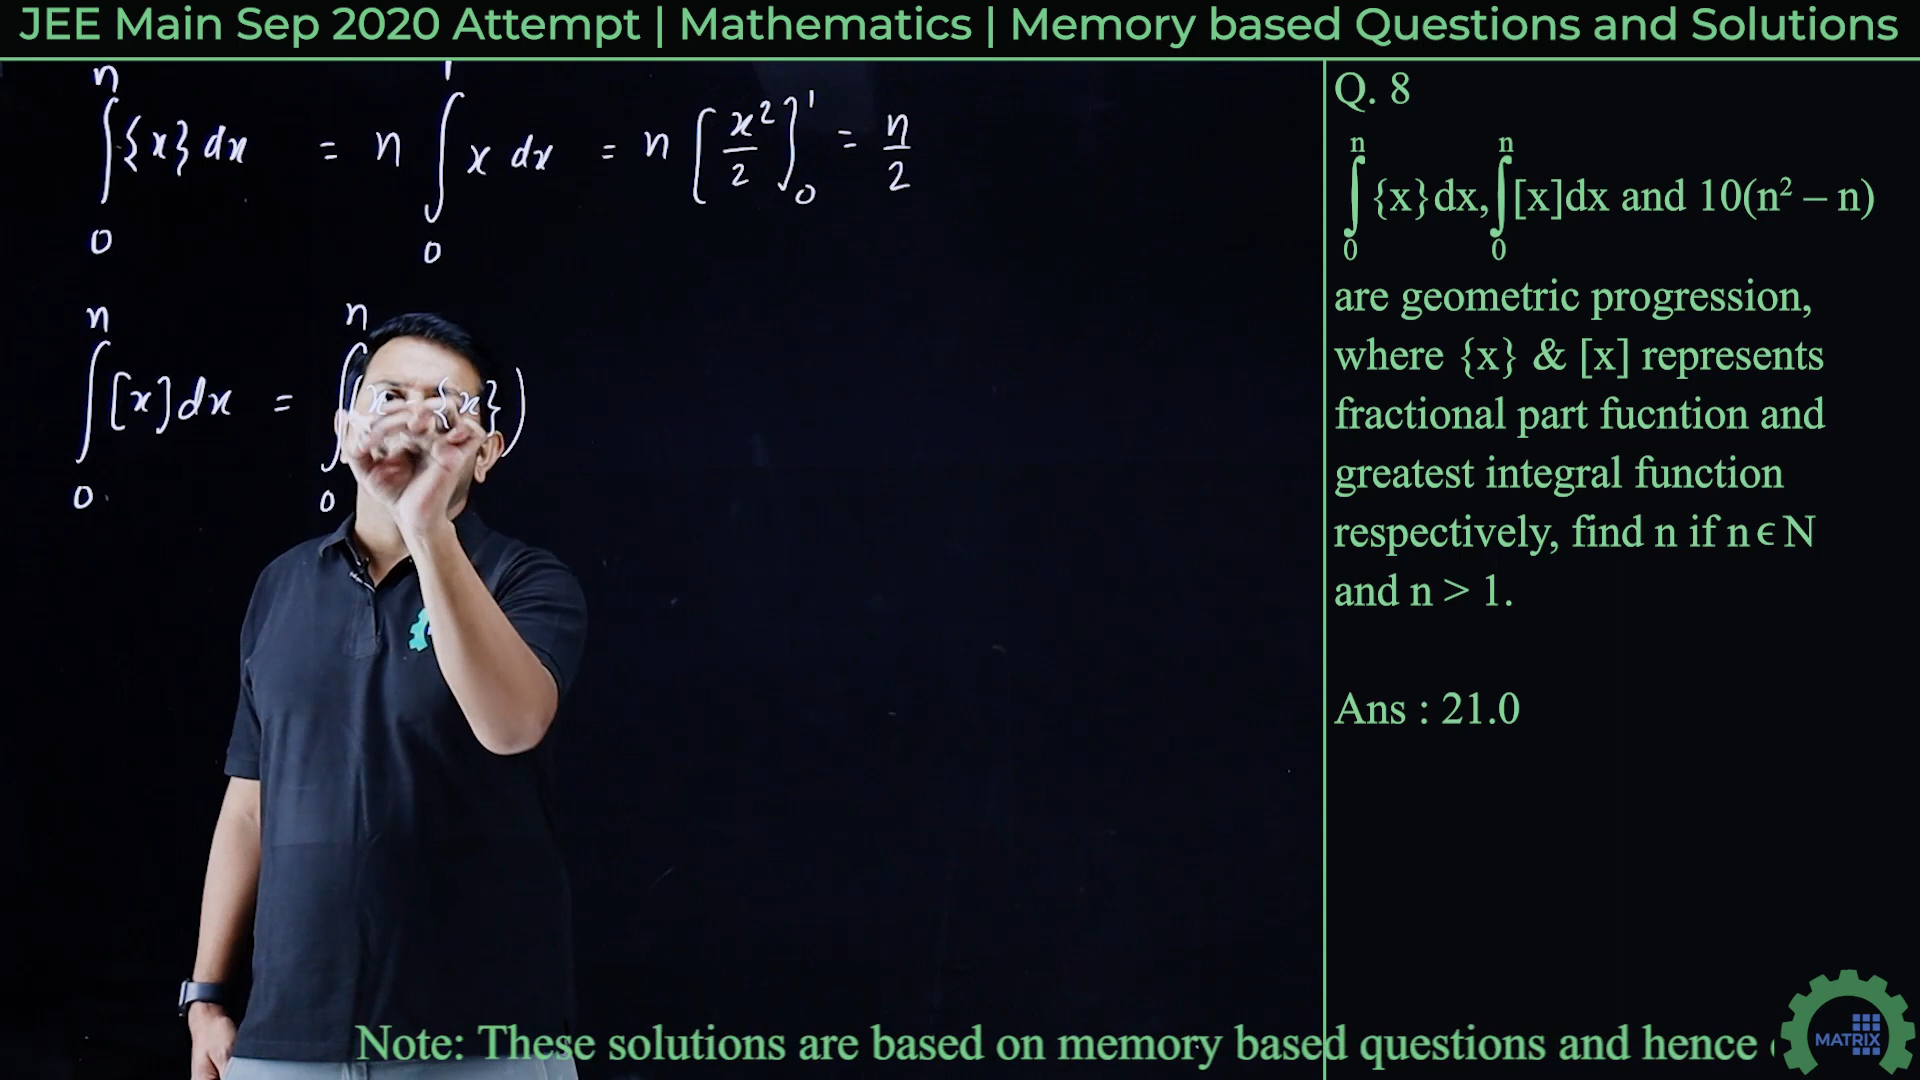 JEE Main Sep 2020 Attempt | Mathematics | Memory based Questions and Solutions
∫₀ⁿ {x} dx = n ∫₀¹ x dx = n [x²/2]₀¹ = n/2
∫₀ⁿ [x] dx = ∫₀ⁿ (x - {x})
Q. 8
∫₀ⁿ {x} dx, ∫₀ⁿ [x]dx and 10(n² – n)
are geometric progression,
where {x} & [x] represents
fractional part fucntion and
greatest integral function
respectively, find n if n ϵ N
and n > 1.
Ans : 21.0
Note: These solutions are based on memory based questions and hence
MATRIX